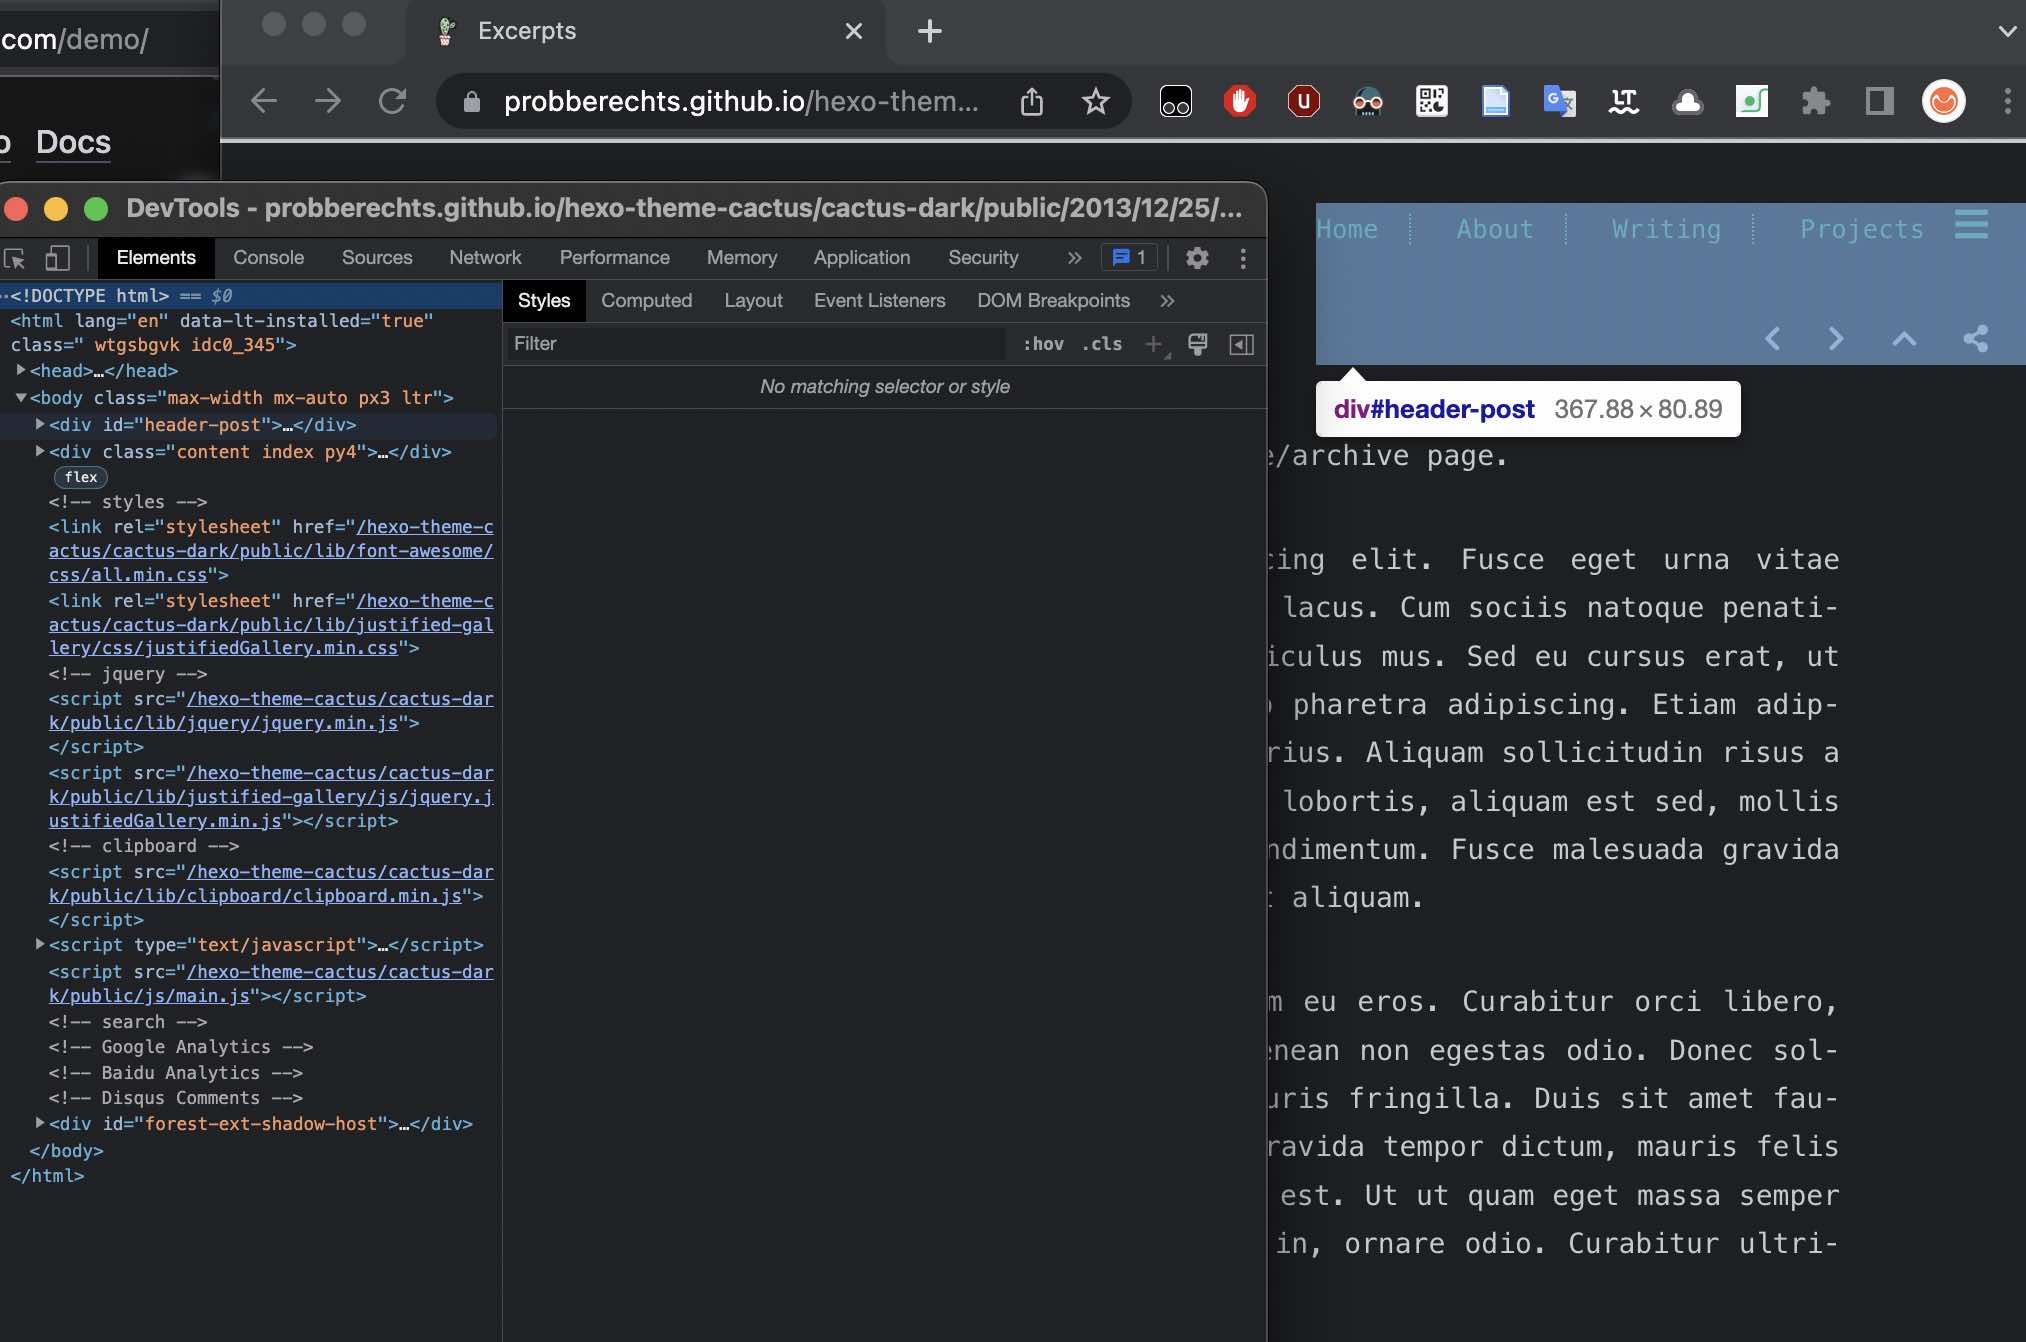 com/demo/
Docs
Excerpts
probberechts.github.io/hexo-them...
DevTools - probberechts.github.io/hexo-theme-cactus/cactus-dark/public/2013/12/25/...
Elements Console Sources Network Performance Memory Application Security » 1
<!DOCTYPE html> == $0
<html lang="en" data-lt-installed="true"
class=" wtgsbgvk idc0_345">
<head>…</head>
<body class="max-width mx-auto px3 ltr">
<div id="header-post">…</div>
<div class="content index py4">…</div>
flex
<!-- styles -->
<link rel="stylesheet" href="/hexo-theme-c
actus/cactus-dark/public/lib/font-awesome/
css/all.min.css">
<link rel="stylesheet" href="/hexo-theme-c
actus/cactus-dark/public/lib/justified-gal
lery/css/justifiedGallery.min.css">
<!-- jquery -->
<script src="/hexo-theme-cactus/cactus-dar
k/public/lib/jquery/jquery.min.js">
</script>
<script src="/hexo-theme-cactus/cactus-dar
k/public/lib/justified-gallery/js/jquery.j
ustifiedGallery.min.js"></script>
<!-- clipboard -->
<script src="/hexo-theme-cactus/cactus-dar
k/public/lib/clipboard/clipboard.min.js">
</script>
<script type="text/javascript">…</script>
<script src="/hexo-theme-cactus/cactus-dar
k/public/js/main.js"></script>
<!-- search -->
<!-- Google Analytics -->
<!-- Baidu Analytics -->
<!-- Disqus Comments -->
<div id="forest-ext-shadow-host">…</div>
</body>
</html>
Styles Computed Layout Event Listeners DOM Breakpoints »
Filter :hov .cls
No matching selector or style
Home About Writing Projects
div#header-post 367.88 × 80.89
e/archive page.
cing elit. Fusce eget urna vitae
lacus. Cum sociis natoque penati-
iculus mus. Sed eu cursus erat, ut
pharetra adipiscing. Etiam adip-
rius. Aliquam sollicitudin risus a
lobortis, aliquam est sed, mollis
ndimentum. Fusce malesuada gravida
aliquam.
m eu eros. Curabitur orci libero,
enean non egestas odio. Donec sol-
uris fringilla. Duis sit amet fau-
ravida tempor dictum, mauris felis
est. Ut ut quam eget massa semper
in, ornare odio. Curabitur ultri-